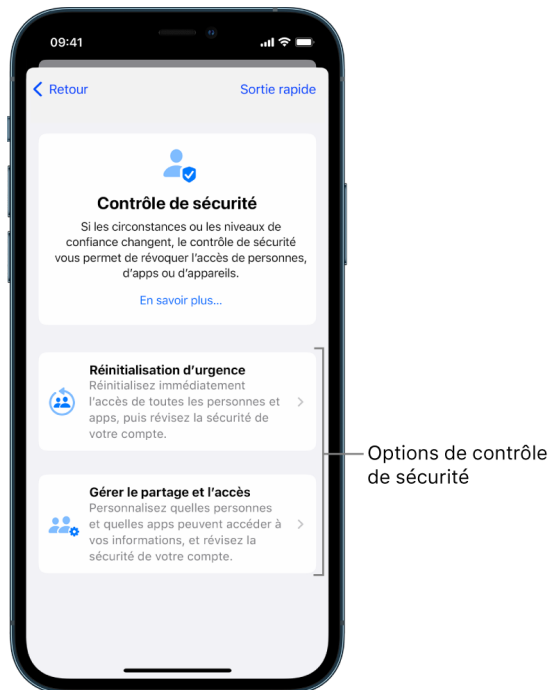 09:41
Retour
Sortie rapide
Contrôle de sécurité
Si les circonstances ou les niveaux de
confiance changent, le contrôle de sécurité
vous permet de révoquer l'accès de personnes,
d'apps ou d'appareils.
En savoir plus...
Réinitialisation d'urgence
Réinitialisez immédiatement
l'accès de toutes les personnes et
apps, puis révisez la sécurité de
votre compte.
Gérer le partage et l'accès
Personnalisez quelles personnes
et quelles apps peuvent accéder à
vos informations, et révisez la
sécurité de votre compte.
Options de contrôle
de sécurité